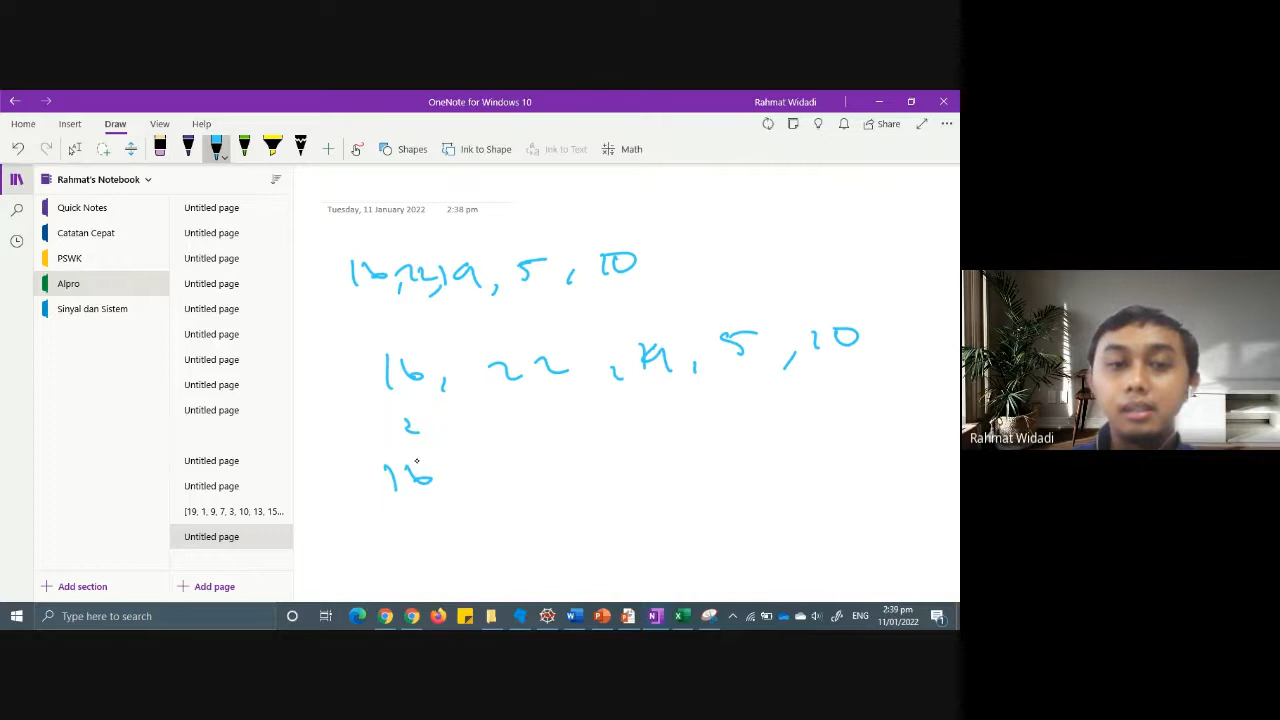 OneNote for Windows 10
Rahmat Widadi
Home Insert Draw View Help
Share
Shapes Ink to Shape Ink to Text Math
Rahmat's Notebook
Quick Notes
Catatan Cepat
PSWK
Alpro
Sinyal dan Sistem
Add section
Untitled page
Untitled page
Untitled page
Untitled page
Untitled page
Untitled page
Untitled page
Untitled page
Untitled page
Untitled page
Untitled page
[19, 1, 9, 7, 3, 10, 13, 15...
Untitled page
Add page
Tuesday, 11 January 2022 2:38 pm
16, 22, 19, 5, 10
16, 22, 19, 5, 10
2
16
Rahmat Widadi
Type here to search
ENG
2:39 pm
11/01/2022
1